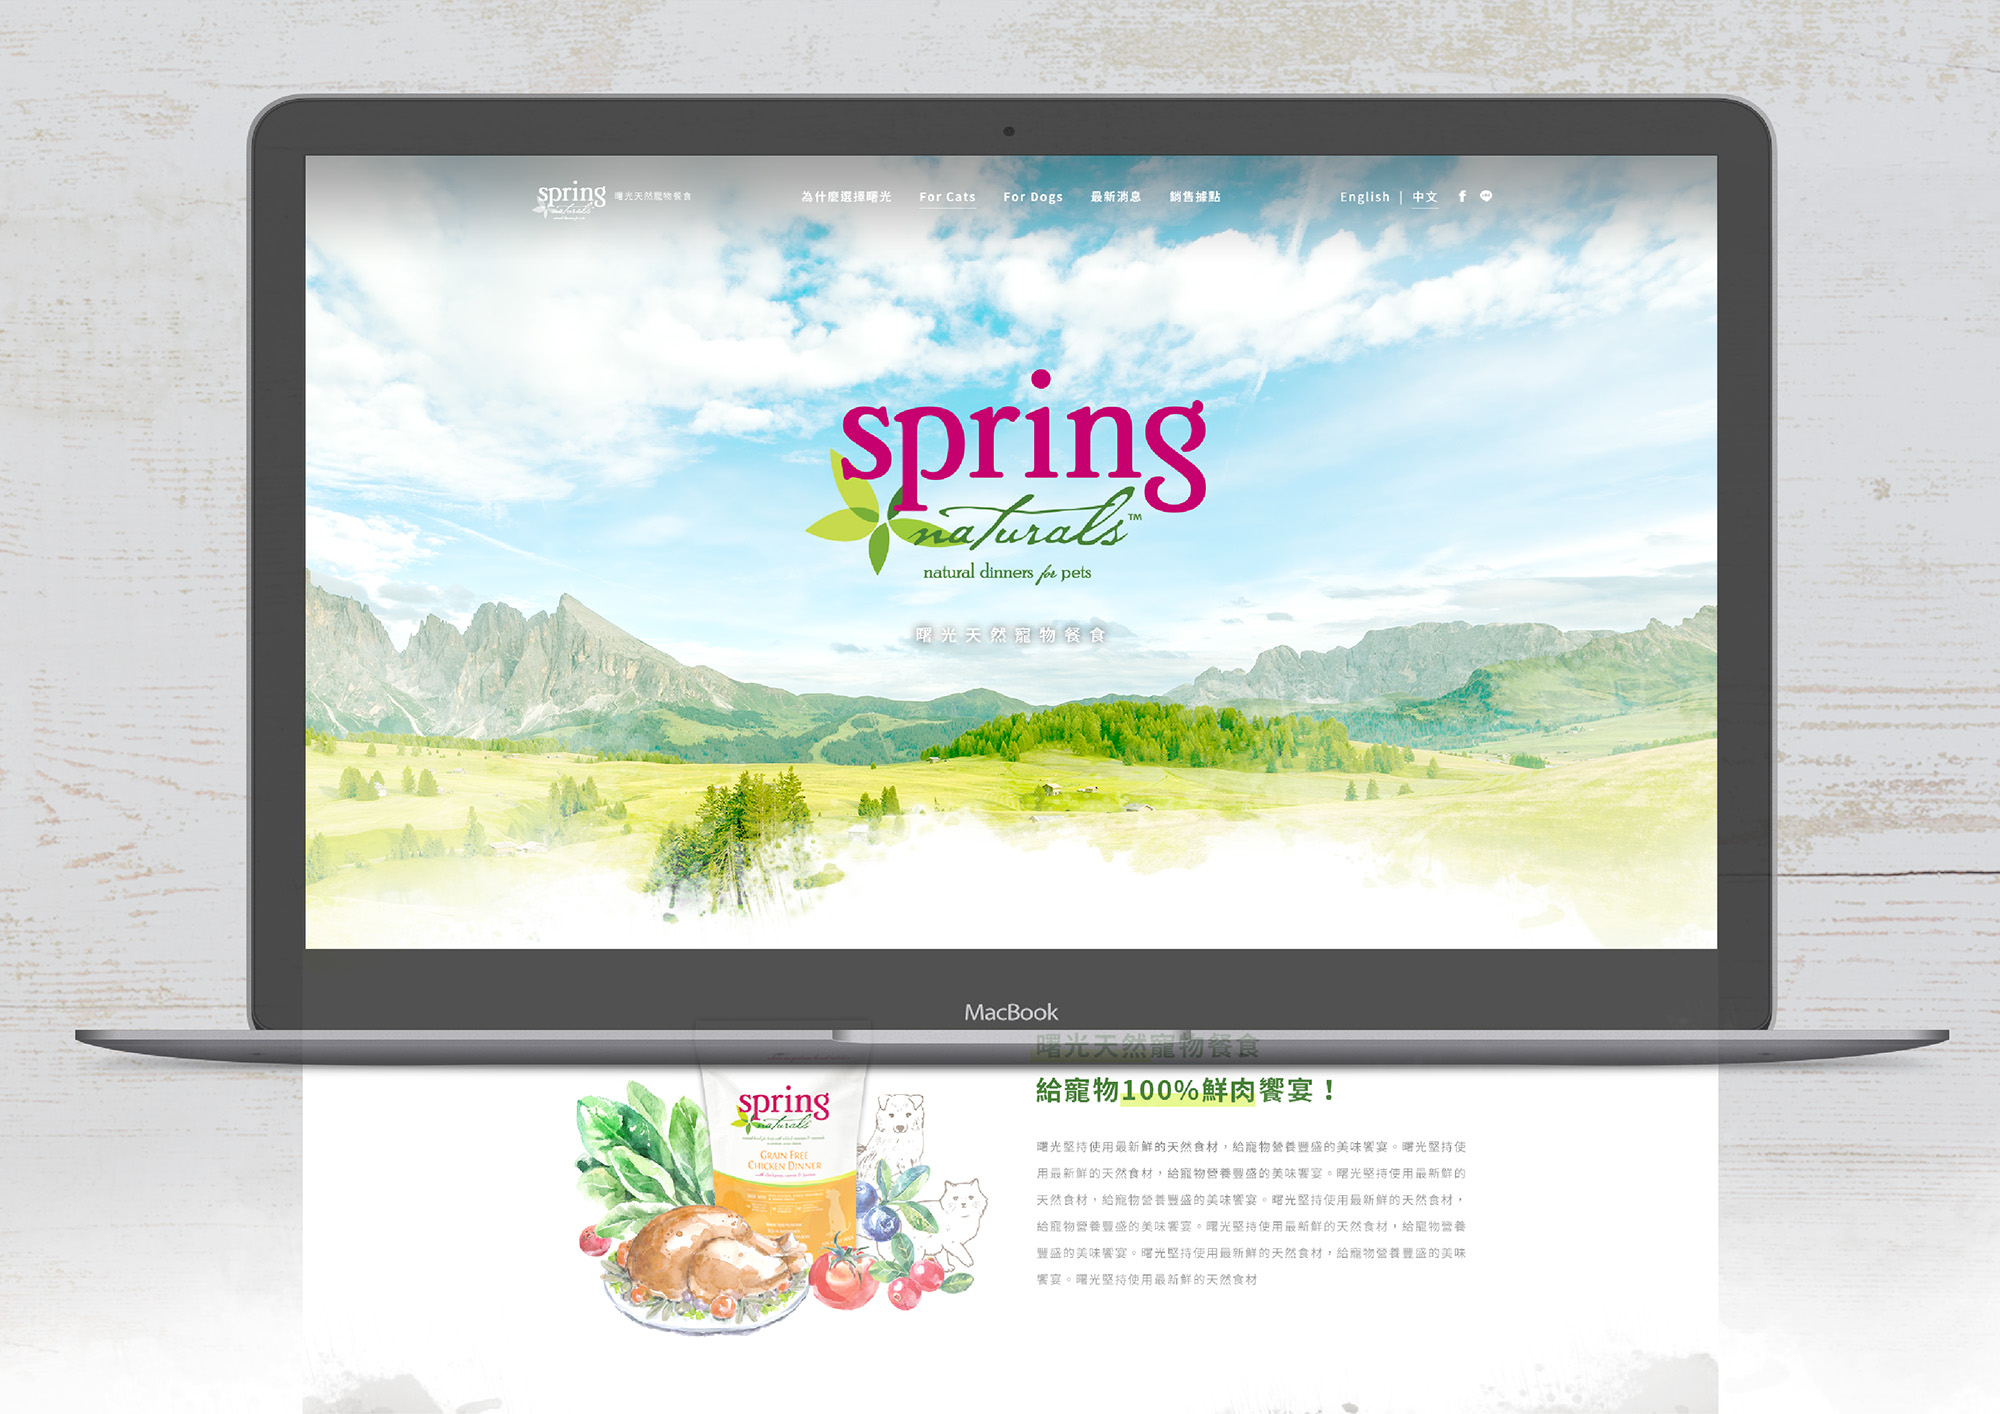 spring
naturals
曙光天然寵物餐食
為什麼選擇曙光 For Cats For Dogs 最新消息 銷售據點
English | 中文
spring
naturals™
natural dinners for pets
曙光天然寵物餐食
MacBook
曙光天然寵物餐食
給寵物100%鮮肉饗宴！
spring
naturals
GRAIN FREE
CHICKEN DINNER
曙光堅持使用最新鮮的天然食材，給寵物營養豐盛的美味饗宴。曙光堅持使
用最新鮮的天然食材，給寵物營養豐盛的美味饗宴。曙光堅持使用最新鮮的
天然食材，給寵物營養豐盛的美味饗宴。曙光堅持使用最新鮮的天然食材，
給寵物營養豐盛的美味饗宴。曙光堅持使用最新鮮的天然食材，給寵物營養
豐盛的美味饗宴。曙光堅持使用最新鮮的天然食材，給寵物營養豐盛的美味
饗宴。曙光堅持使用最新鮮的天然食材